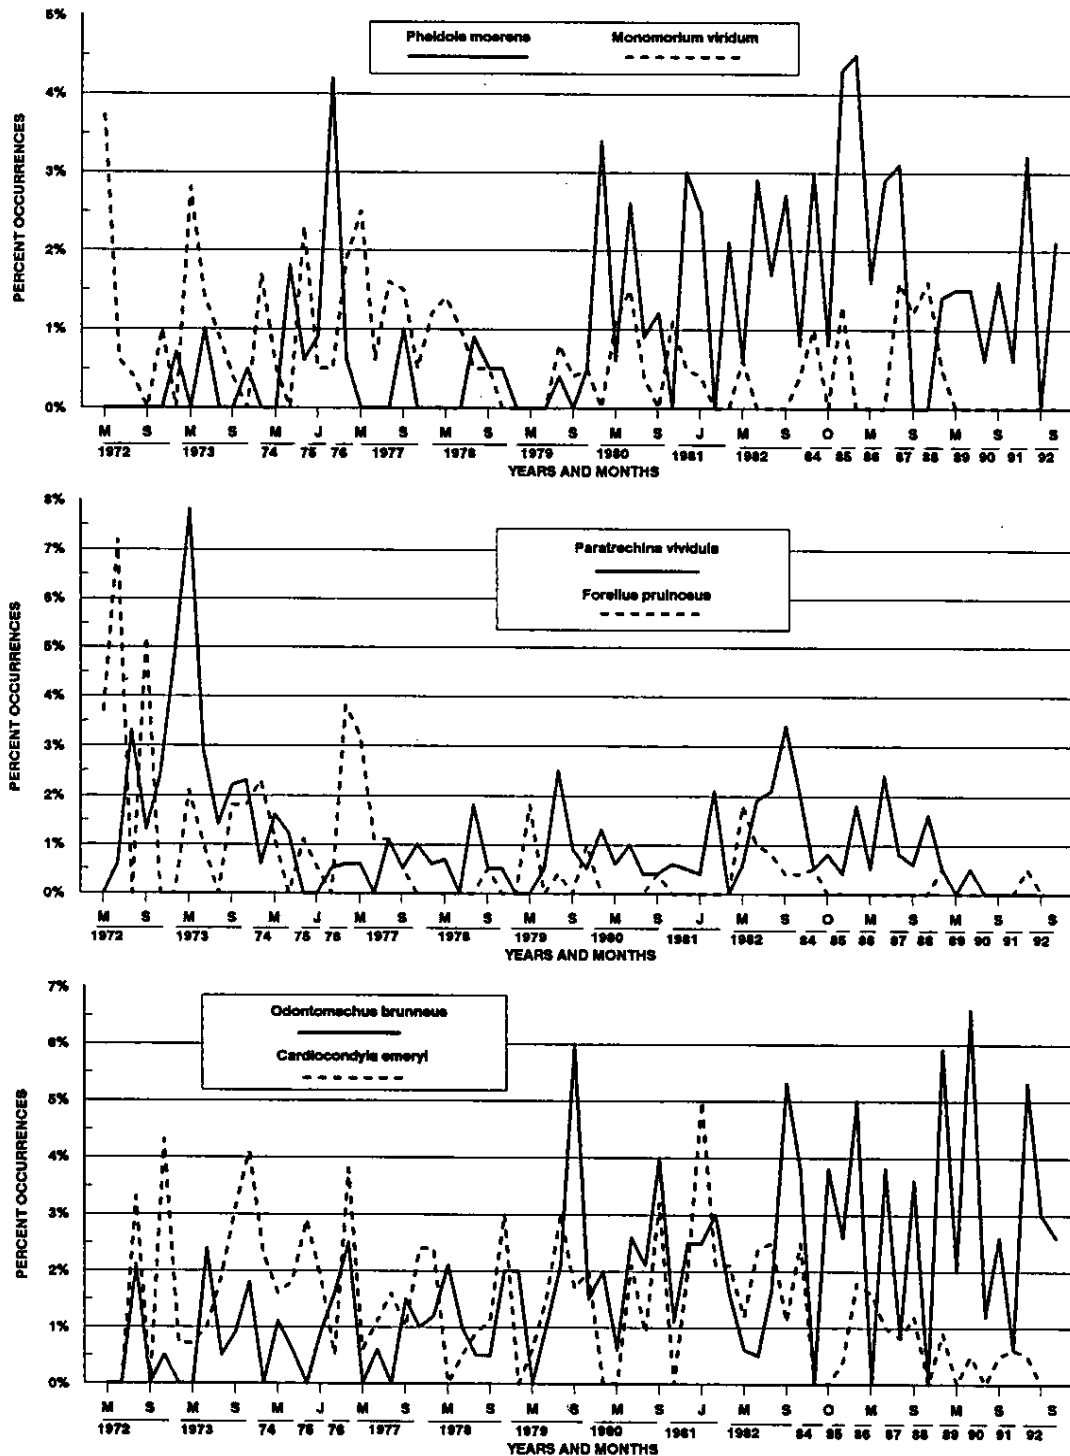 5%
Pheidole moerens Monomorium viridum
4%
3%
2%
1%
0%
PERCENT OCCURRENCES
M S M S M J M S M S M S M S J M S O M S M S S
1972 1973 74 75 76 1977 1978 1979 1980 1981 1982 84 85 86 87 88 89 90 91 92
YEARS AND MONTHS
8%
Paratrechina vividula
7%
Forelius pruinosus
6%
5%
4%
3%
2%
1%
0%
PERCENT OCCURRENCES
M S M S M J M S M S M S M S J M S O M S M S S
1972 1973 74 75 76 1977 1978 1979 1980 1981 1982 84 85 86 87 88 89 90 91 92
YEARS AND MONTHS
7%
Odontomachus brunneus
6%
Cardiocondyla emeryi
5%
4%
3%
2%
1%
0%
PERCENT OCCURRENCES
M S M S M J M S M S M S M S J M S O M S M S S
1972 1973 74 75 76 1977 1978 1979 1980 1981 1982 84 85 86 87 88 89 90 91 92
YEARS AND MONTHS